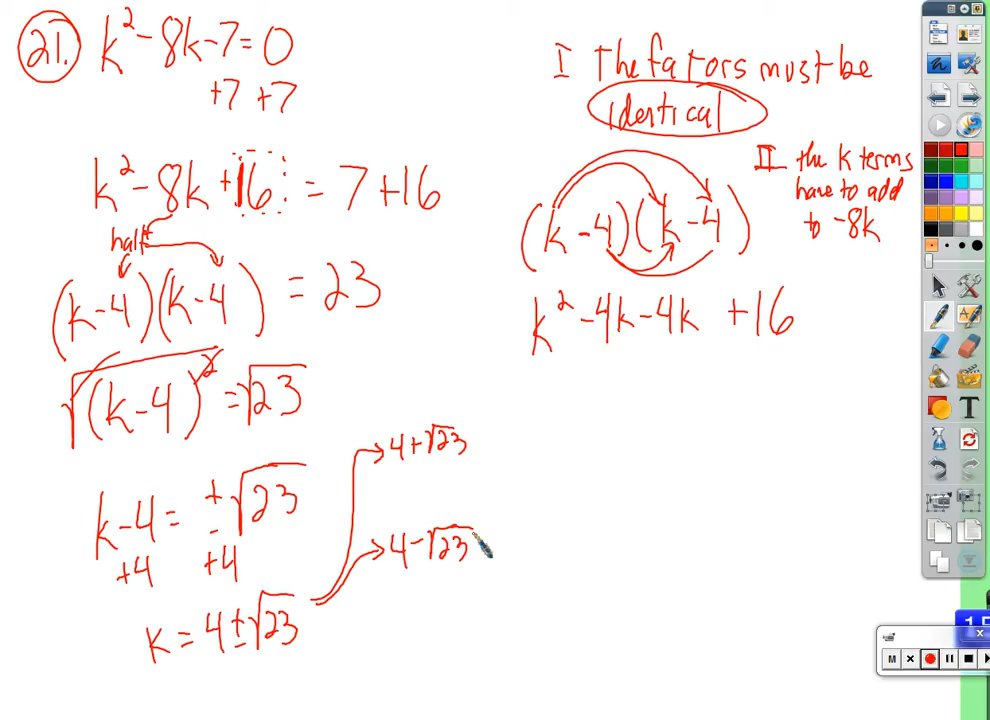 21. k² - 8k - 7 = 0
+7 +7
k² - 8k + 16 = 7 + 16
half
(k - 4)(k - 4) = 23
√(k - 4)² = √23
k - 4 = ± √23
+4 +4
k = 4 ± √23
4 + √23
4 - √23
I the factors must be
identical
II the k terms
have to add
to -8k
(k - 4)(k - 4)
k² - 4k - 4k + 16
T
M
15